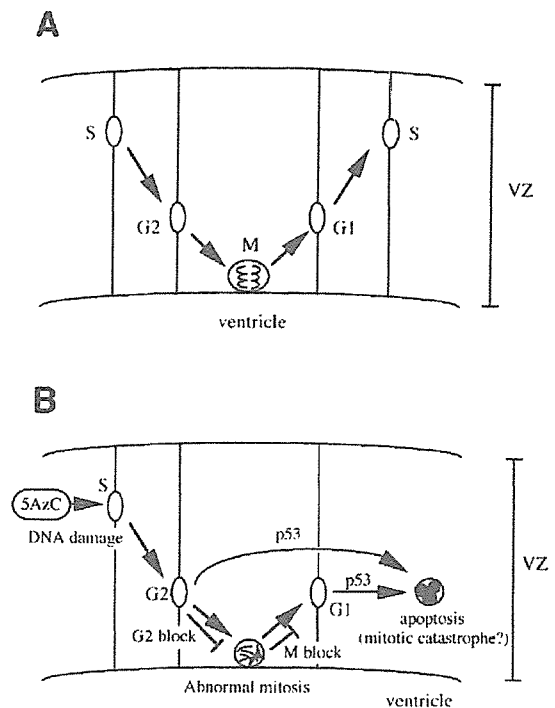 A
S
S
VZ
G2
G1
M
ventricle
B
S
5AzC
p53
DNA damage
VZ
G2
p53
G1
apoptosis
G2 block
(mitotic catastrophe?)
M block
Abnormal mitosis
ventricle